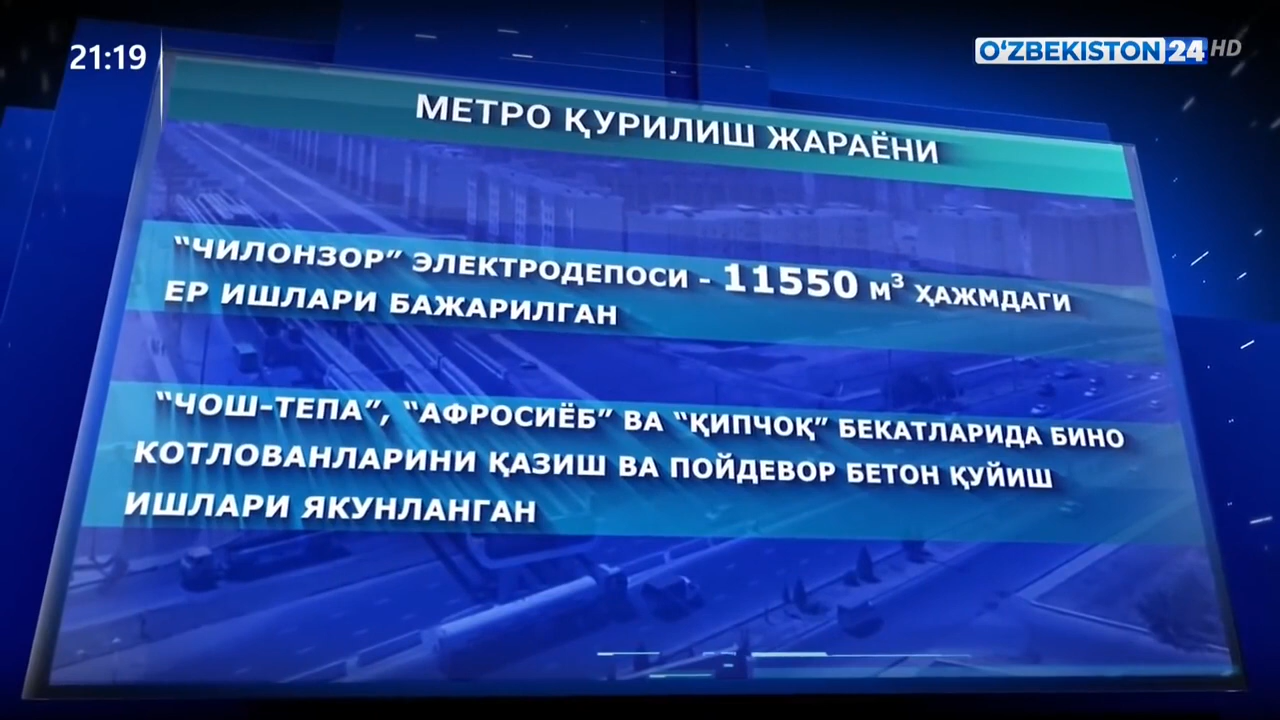 21:19
O‘ZBEKISTON 24 HD
МЕТРО ҚУРИЛИШ ЖАРАЁНИ
“ЧИЛОНЗОР” ЭЛЕКТРОДЕПОСИ - 11550 м³ ҲАЖМДАГИ
ЕР ИШЛАРИ БАЖАРИЛГАН
“ЧОШ-ТЕПА”, “АФРОСИЁБ” ВА “ҚИПЧОҚ” БЕКАТЛАРИДА БИНО
КОТЛОВАНЛАРИНИ ҚАЗИШ ВА ПОЙДЕВОР БЕТОН ҚУЙИШ
ИШЛАРИ ЯКУНЛАНГАН